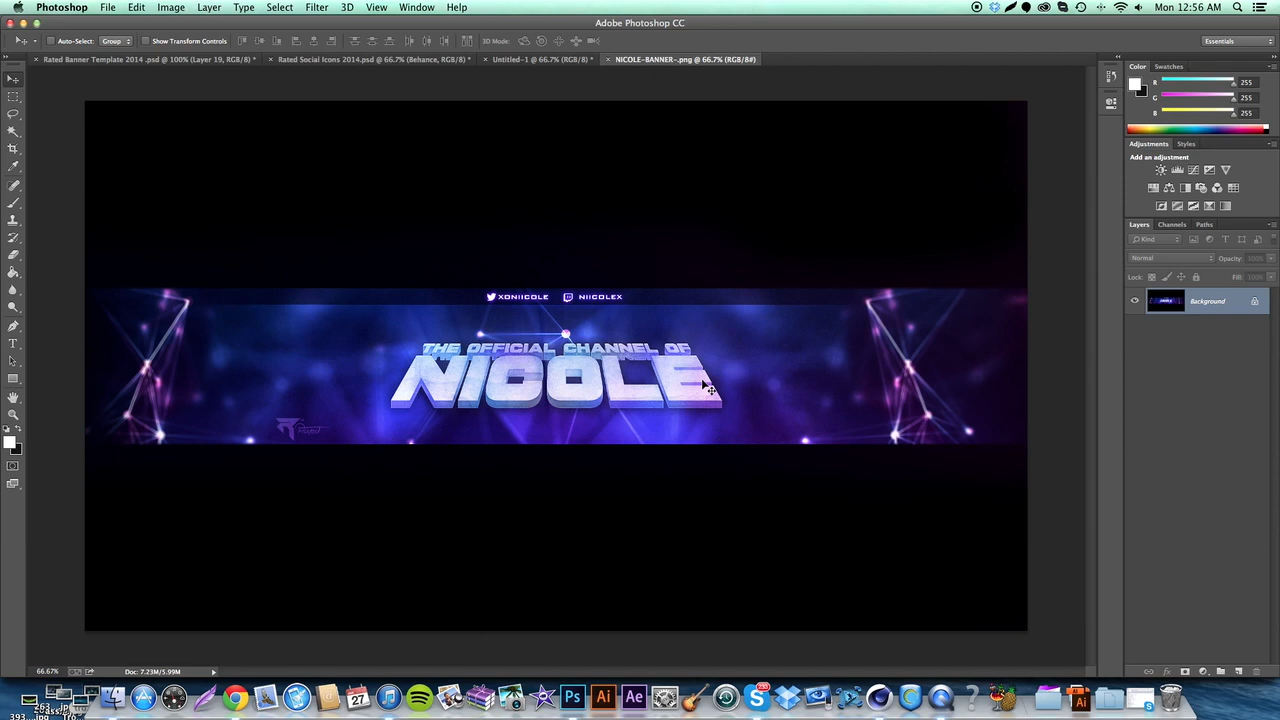 Photoshop File Edit Image Layer Type Select Filter 3D View Window Help Mon 12:56 AM
Adobe Photoshop CC
Auto-Select: Group Show Transform Controls 3D Mode: Essentials
Rated Banner Template 2014 .psd @ 100% (Layer 19, RGB/8) * Rated Social Icons 2014.psd @ 66.7% (Behance, RGB/8) * Untitled-1 @ 66.7% (RGB/8) * NICOLE-BANNER-.png @ 66.7% (RGB/8#)
Color Swatches
R 255
G 255
B 255
Adjustments Styles
Add an adjustment
Layers Channels Paths
Kind
Normal Opacity: 100%
Lock: Fill: 100%
Background
XONIICOLE NIICOLEX
THE OFFICIAL CHANNEL OF
NICOLE
66.67% Doc: 7.23M/5.99M
27
Ps Ai Ae